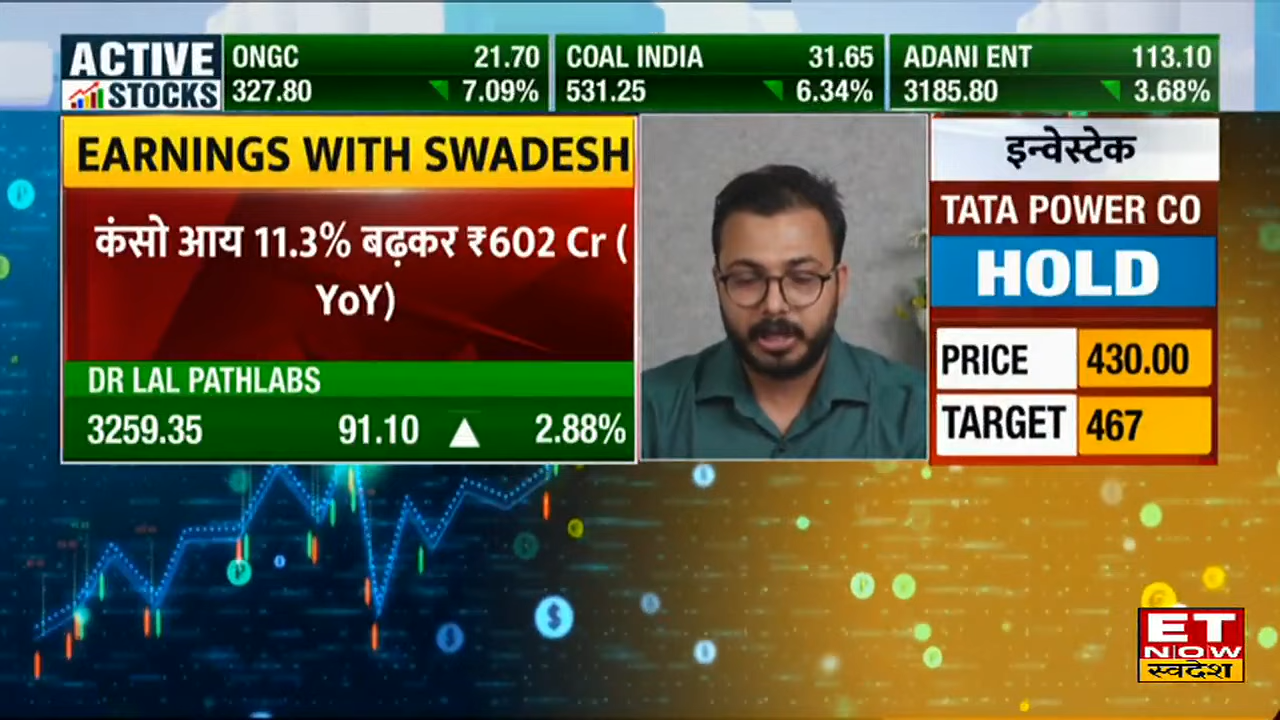 ACTIVE
STOCKS
ONGC 21.70
327.80 7.09%
COAL INDIA 31.65
531.25 6.34%
ADANI ENT 113.10
3185.80 3.68%
EARNINGS WITH SWADESH
कंसो आय 11.3% बढ़कर ₹602 Cr (
YoY)
DR LAL PATHLABS
3259.35 91.10 2.88%
इन्वेस्टेक
TATA POWER CO
HOLD
PRICE 430.00
TARGET 467
ET
NOW
स्वदेश